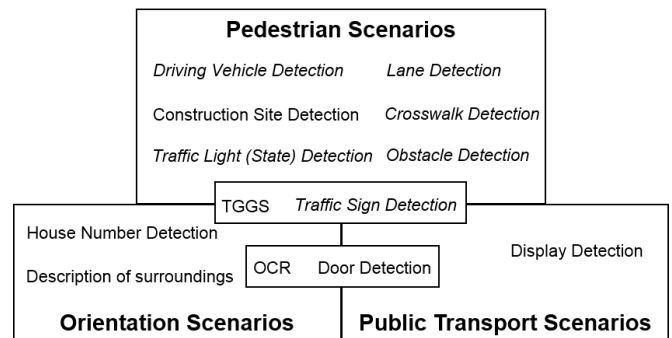 Pedestrian Scenarios
Driving Vehicle Detection Lane Detection
Construction Site Detection Crosswalk Detection
Traffic Light (State) Detection Obstacle Detection
TGGS Traffic Sign Detection
House Number Detection
Display Detection
Description of surroundings
OCR Door Detection
Orientation Scenarios
Public Transport Scenarios